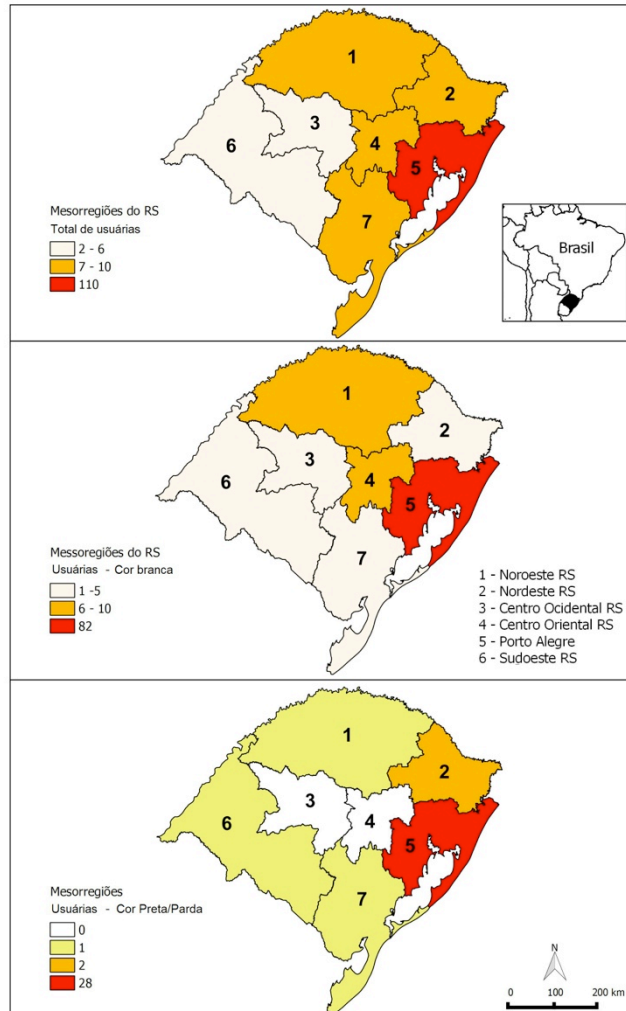 1
2
3
4
5
6
7
Mesorregiões do RS
Total de usuárias
2 - 6
7 - 10
110
Brasil
1
2
3
4
5
6
7
Messoregiões do RS
Usuárias - Cor branca
1 - 5
6 - 10
82
1 - Noroeste RS
2 - Nordeste RS
3 - Centro Ocidental RS
4 - Centro Oriental RS
5 - Porto Alegre
6 - Sudoeste RS
1
2
3
4
5
6
7
Mesorregiões
Usuárias - Cor Preta/Parda
0
1
2
28
N
0 100 200 km